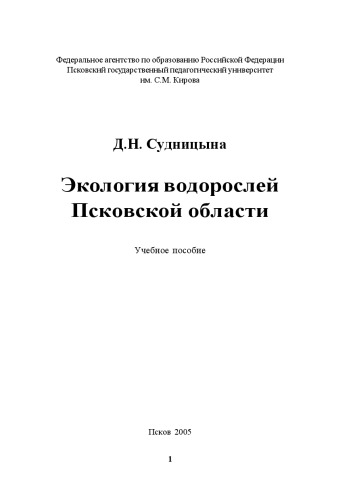 Федеральное агентство по образованию Российской Федерации
Псковский государственный педагогический университет
им. С.М. Кирова
Д.Н. Судницына
Экология водорослей
Псковской области
Учебное пособие
Псков 2005
1